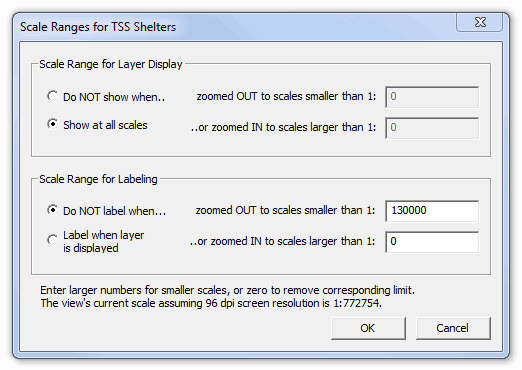 Scale Ranges for TSS Shelters
Scale Range for Layer Display
Do NOT show when.. zoomed OUT to scales smaller than 1: 0
Show at all scales ..or zoomed IN to scales larger than 1: 0
Scale Range for Labeling
Do NOT label when... zoomed OUT to scales smaller than 1: 130000
Label when layer
is displayed ..or zoomed IN to scales larger than 1: 0
Enter larger numbers for smaller scales, or zero to remove corresponding limit.
The view's current scale assuming 96 dpi screen resolution is 1:772754.
OK Cancel